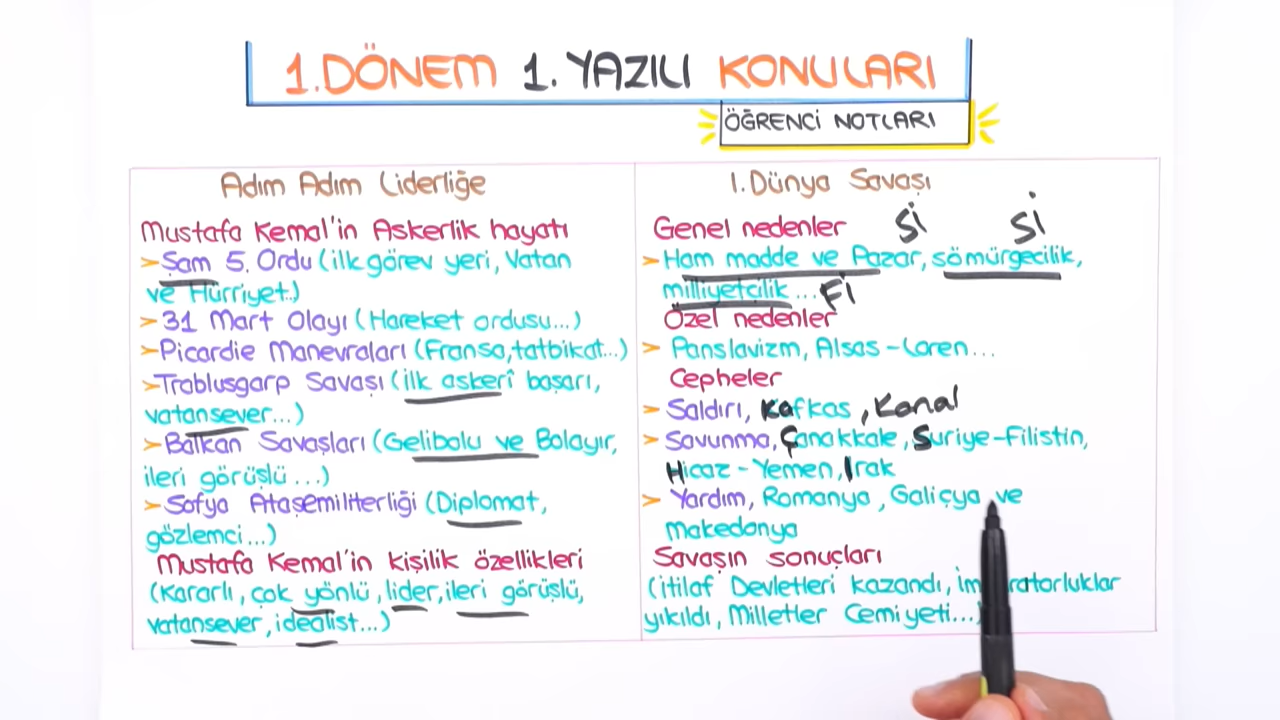 1.DÖNEM 1. YAZILI KONULARI
ÖĞRENCİ NOTLARI
Adım Adım Liderliğe
Mustafa Kemal'in Askerlik hayatı
➤Şam 5. Ordu (ilk görev yeri, Vatan
ve Hürriyet..)
➤31 Mart Olayı (Hareket ordusu...)
➤Picardie Manevraları (Fransa,tatbikat...)
➤Trablusgarp Savaşı (ilk askerî başarı,
vatansever...)
➤Balkan Savaşları (Gelibolu ve Bolayır,
ileri görüşlü ...)
➤Sofya Ataşemiliterliği (Diplomat,
gözlemci...)
Mustafa Kemal'in kişilik özellikleri
(Kararlı, çok yönlü, lider, ileri görüşlü,
vatansever, idealist...)
1.Dünya Savaşı
Genel nedenler Sİ Sİ
➤Ham madde ve Pazar, sömürgecilik,
milliyetçilik ... Fİ
Özel nedenler
➤ Panslavizm, Alsas-Loren...
Cepheler
➤ Saldırı, Kafkas, Kanal
➤ Savunma, Çanakkale, Suriye-Filistin,
Hicaz-Yemen, Irak
➤ Yardım, Romanya, Galiçya ve
Makedonya
Savaşın sonuçları
(İtilaf Devletleri kazandı,
yıkıldı, Milletler Cemiyeti...)